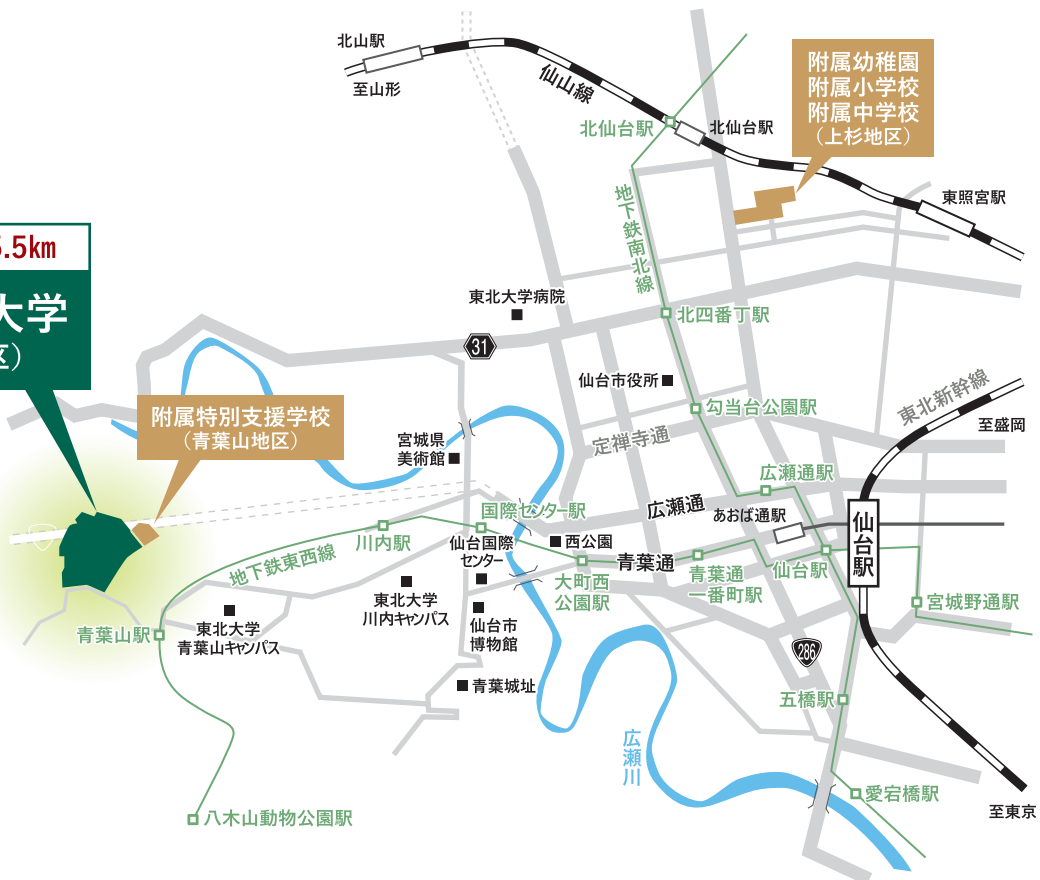 北山駅
至山形
仙山線
北仙台駅
北仙台駅
附属幼稚園
附属小学校
附属中学校
（上杉地区）
東照宮駅
地下鉄南北線
5.5km
大学
区）
東北大学病院
北四番丁駅
31
仙台市役所
勾当台公園駅
東北新幹線
至盛岡
附属特別支援学校
（青葉山地区）
宮城県
美術館
定禅寺通
広瀬通駅
国際センター駅
広瀬通
あおば通駅
仙台駅
川内駅
仙台国際
センター
西公園
青葉通
地下鉄東西線
大町西
公園駅
青葉通
一番町駅
仙台駅
宮城野通駅
東北大学
川内キャンパス
仙台市
博物館
青葉山駅
東北大学
青葉山キャンパス
286
青葉城址
五橋駅
広瀬川
愛宕橋駅
至東京
八木山動物公園駅